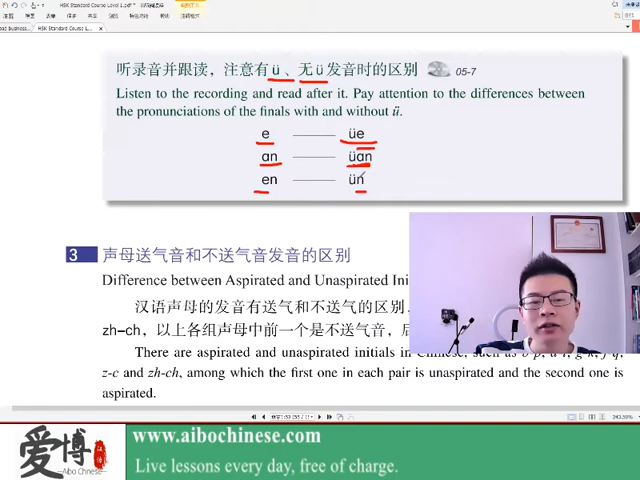 HSK Standard Course Level 1.pdf *
HSK Standard Course L...
听录音并跟读，注意有 ü 、无 ü 发音时的区别 05-7
Listen to the recording and read after it. Pay attention to the differences between
the pronunciations of the finals with and without ü.
e —— üe
an —— üan
en —— ün
3 声母送气音和不送气音发音的区别
Difference between Aspirated and Unaspirated Ini
汉语声母的发音有送气和不送气的区别，
zh–ch，以上各组声母中前一个是不送气音，后
There are aspirated and unaspirated initials in Chinese, such as b-p, d-t, g-k, j-q,
z-c and zh-ch, among which the first one in each pair is unaspirated and the second one is
aspirated.
爱博
汉语
—Aibo Chinese—
www.aibochinese.com
Live lessons every day, free of charge.